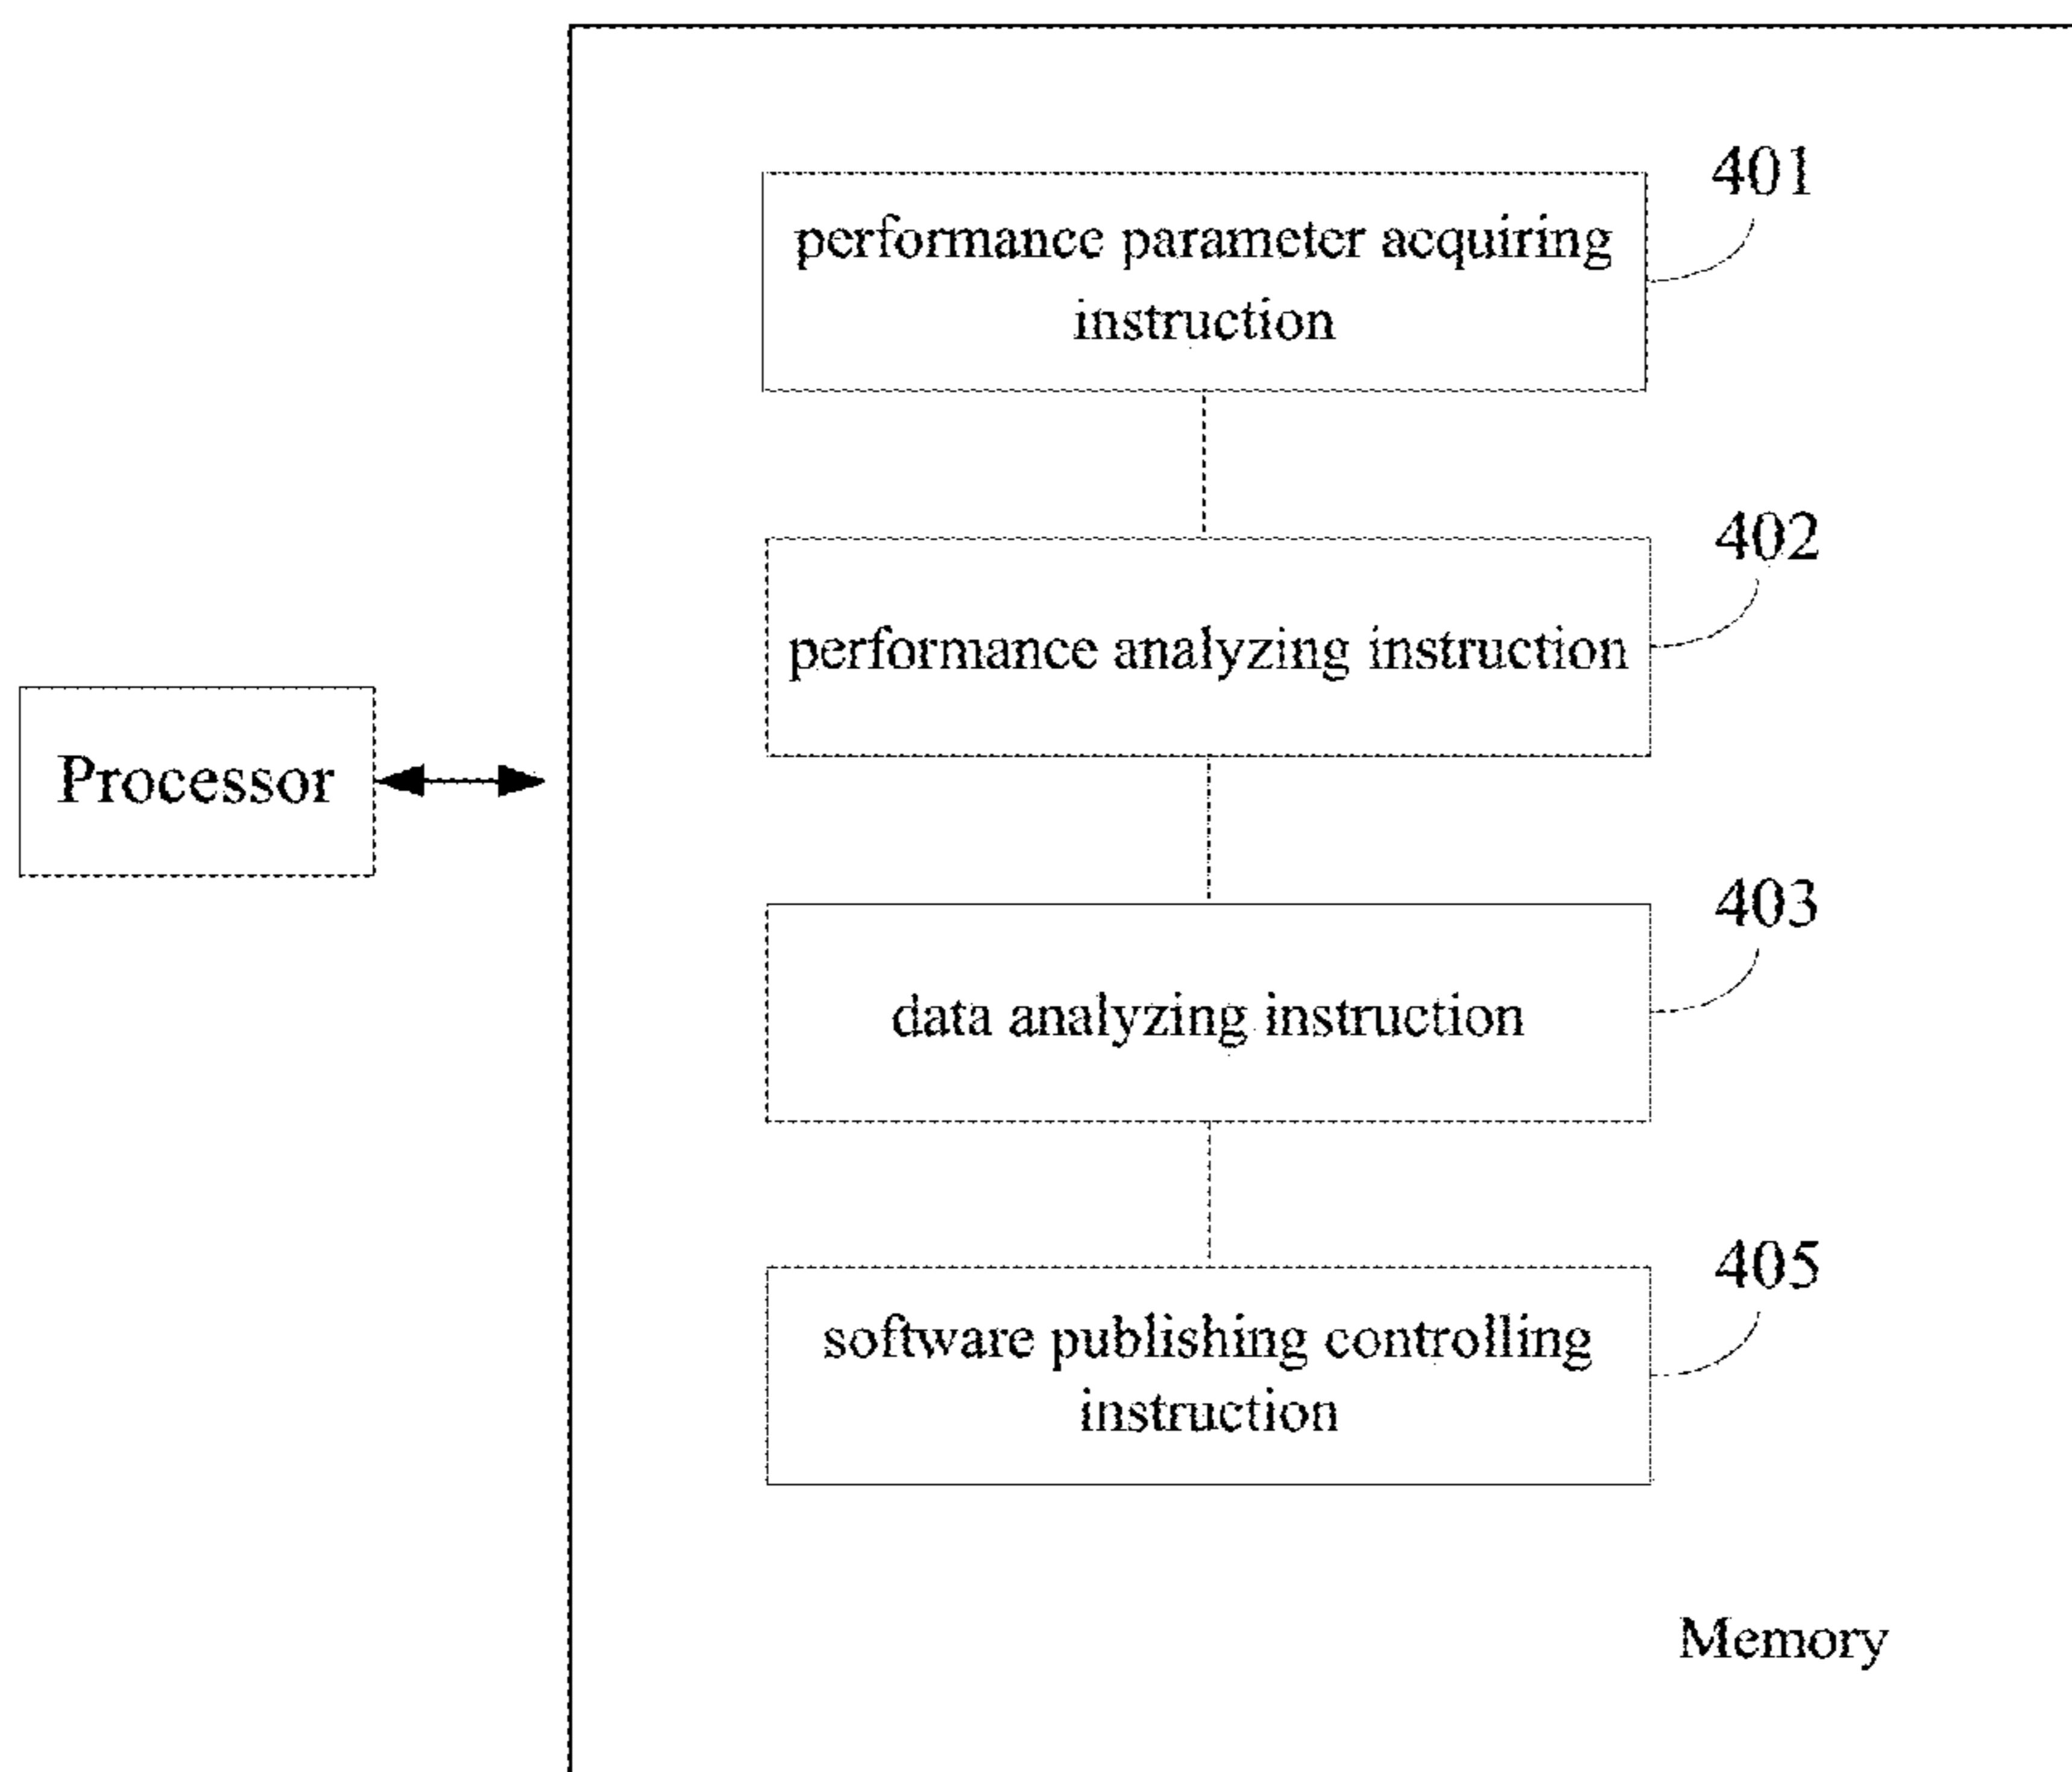 401
performance parameter acquiring
instruction
402
performance analyzing instruction
Processor
403
data analyzing instruction
405
software publishing controlling
instruction
Memory